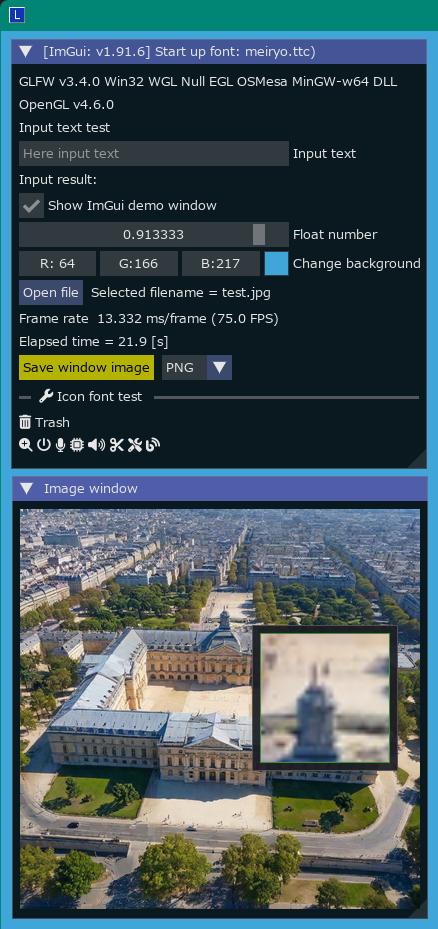 L
[ImGui: v1.91.6] Start up font: meiryo.ttc)
GLFW v3.4.0 Win32 WGL Null EGL OSMesa MinGW-w64 DLL
OpenGL v4.6.0
Input text test
Here input text Input text
Input result:
Show ImGui demo window
0.913333 Float number
R: 64 G:166 B:217 Change background
Open file Selected filename = test.jpg
Frame rate 13.332 ms/frame (75.0 FPS)
Elapsed time = 21.9 [s]
Save window image PNG
Icon font test
Trash
Image window